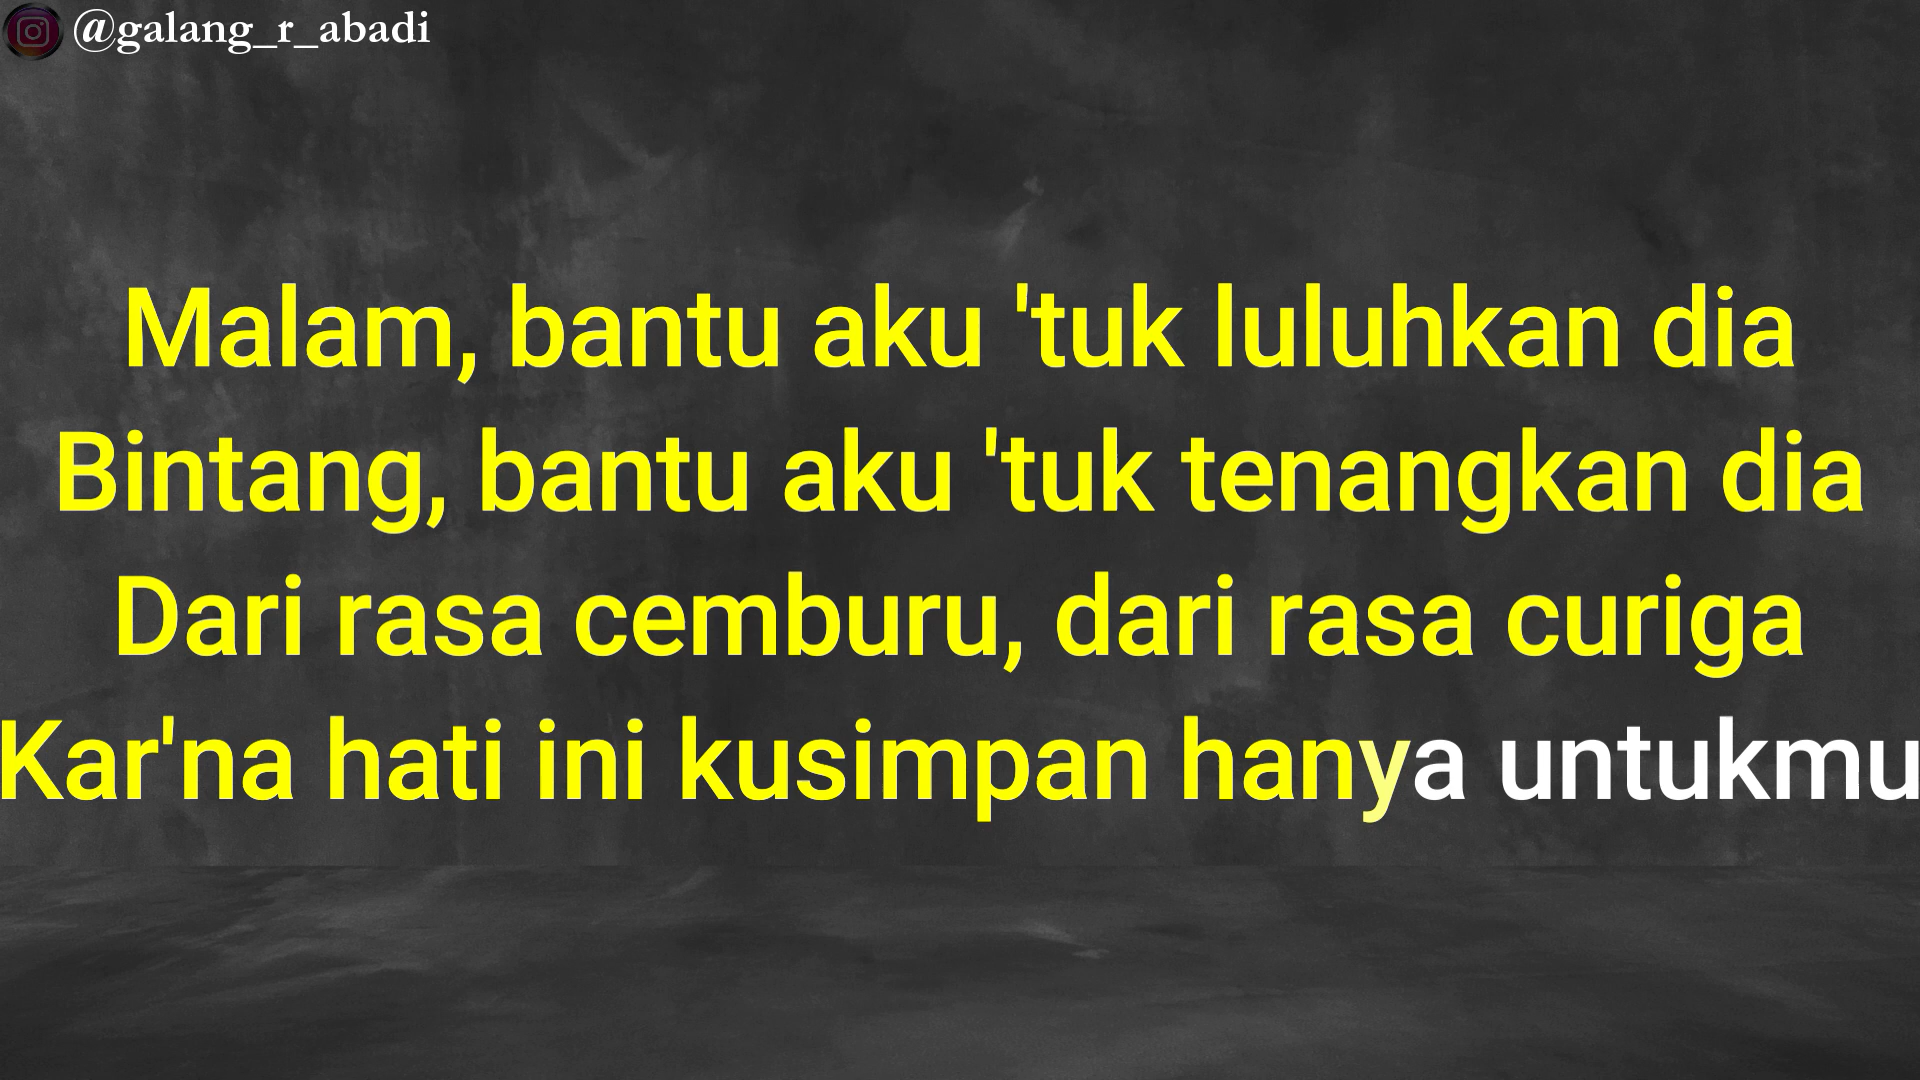 @galang_r_abadi
Malam, bantu aku 'tuk luluhkan dia
Bintang, bantu aku 'tuk tenangkan dia
Dari rasa cemburu, dari rasa curiga
Kar'na hati ini kusimpan hanya untukmu